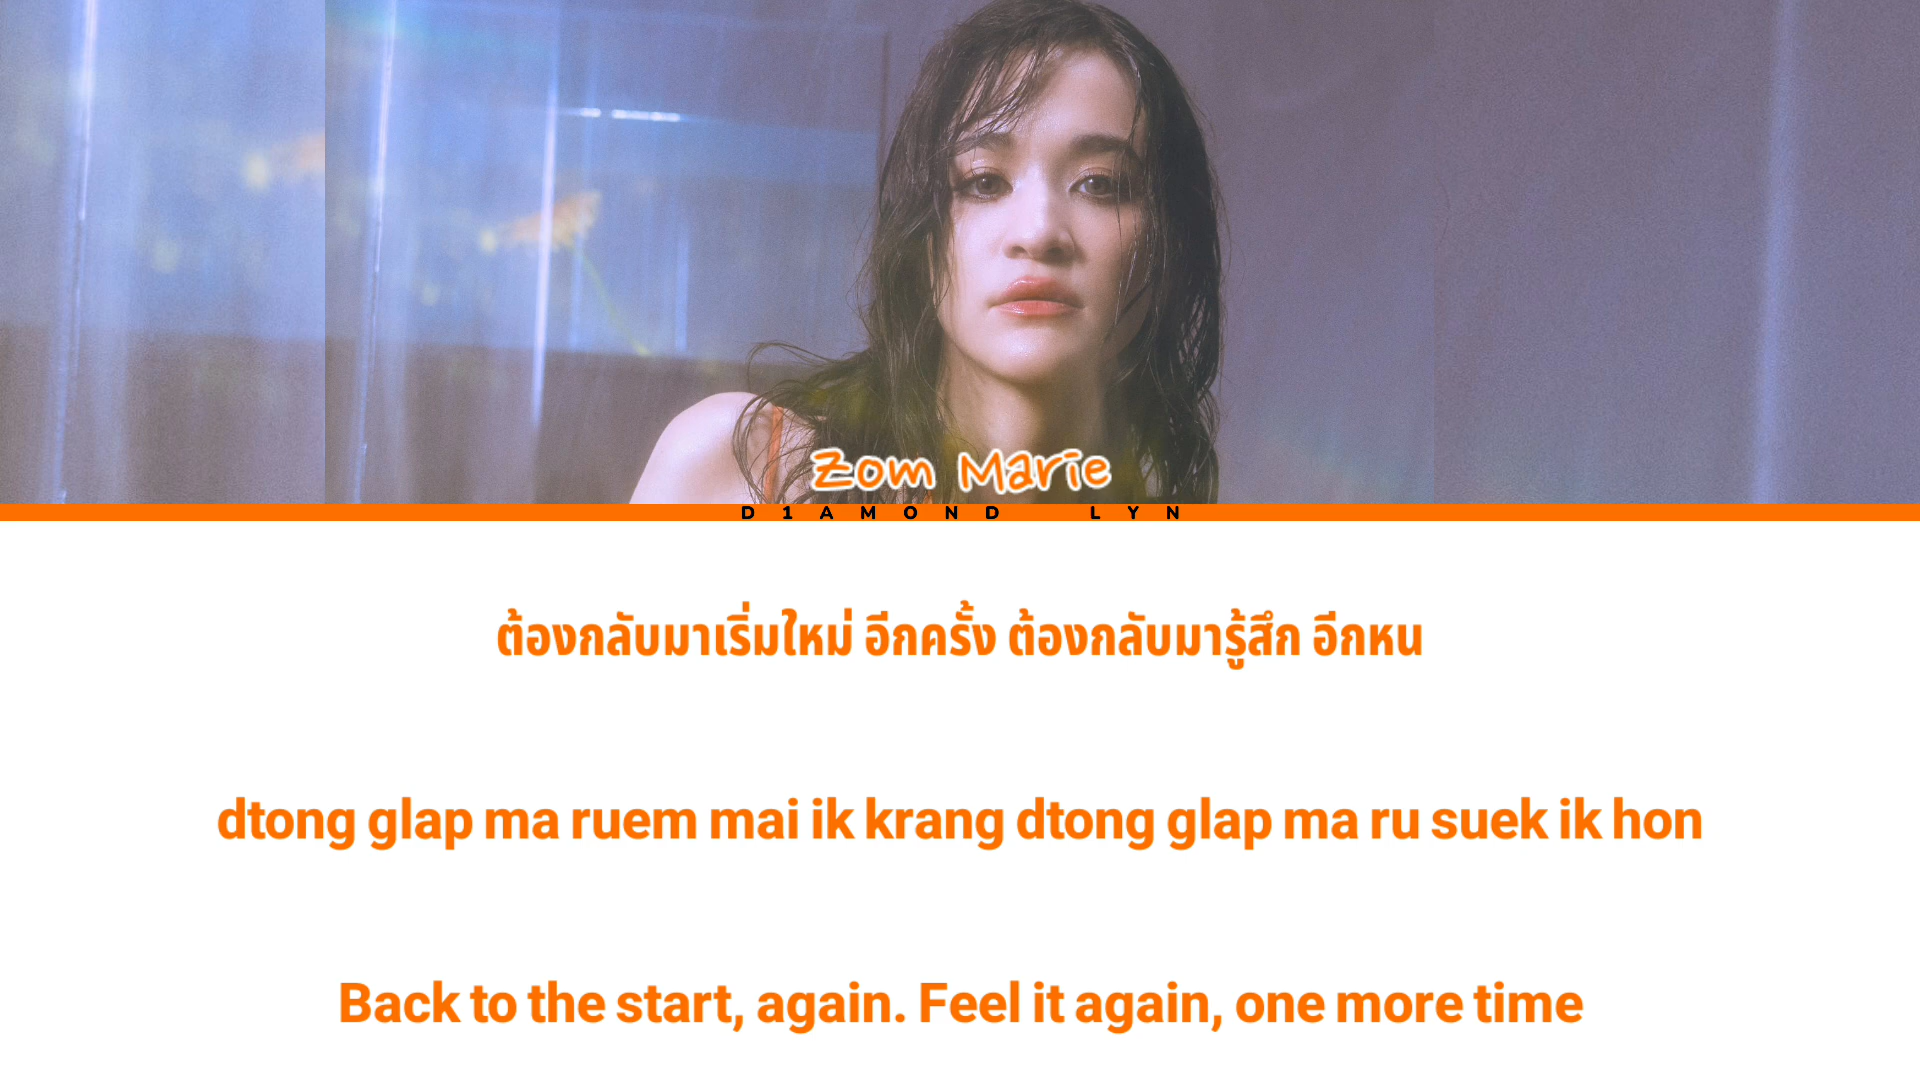 Zom Marie
D1AMOND LYN
ต้องกลับมาเริ่มใหม่ อีกครั้ง ต้องกลับมารู้สึก อีกหน
dtong glap ma ruem mai ik krang dtong glap ma ru suek ik hon
Back to the start, again. Feel it again, one more time